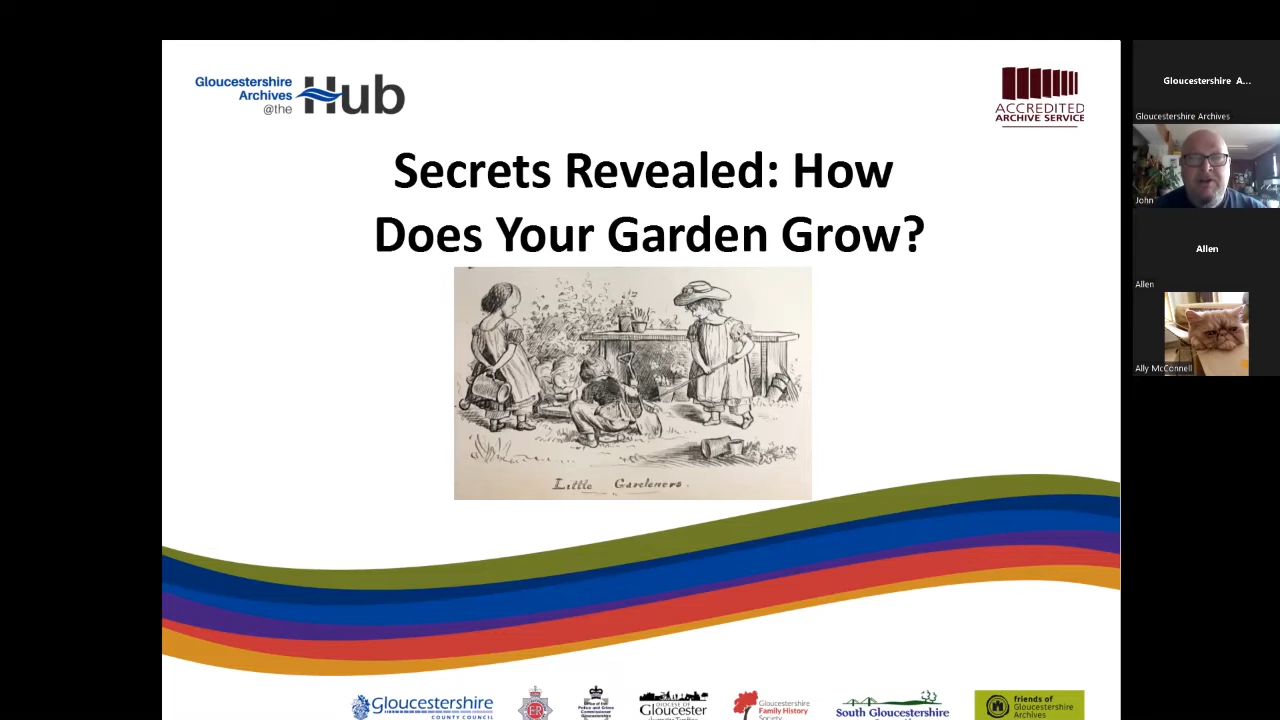 Gloucestershire
Archives
@the
Hub
ACCREDITED
ARCHIVE SERVICE
Secrets Revealed: How
Does Your Garden Grow?
Little Gardeners.
Gloucestershire
COUNTY COUNCIL
Office of the
Police and Crime
Commissioner
Gloucestershire
DIOCESE OF
Gloucester
Gloucestershire
Family History
Society
South Gloucestershire
friends of
Gloucestershire
Archives
Gloucestershire A...
Gloucestershire Archives
John
Allen
Allen
Ally McConnell